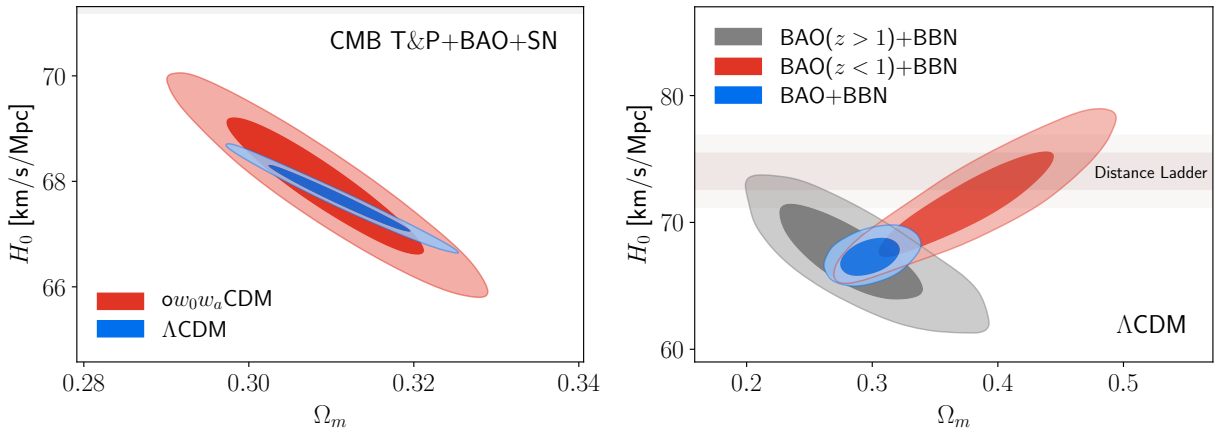 CMB T&P+BAO+SN
70
68
66
H₀ [km/s/Mpc]
ow₀wₐCDM
ΛCDM
0.28
0.30
0.32
0.34
Ωₘ
BAO(z > 1)+BBN
BAO(z < 1)+BBN
BAO+BBN
80
70
60
H₀ [km/s/Mpc]
Distance Ladder
ΛCDM
0.2
0.3
0.4
0.5
Ωₘ